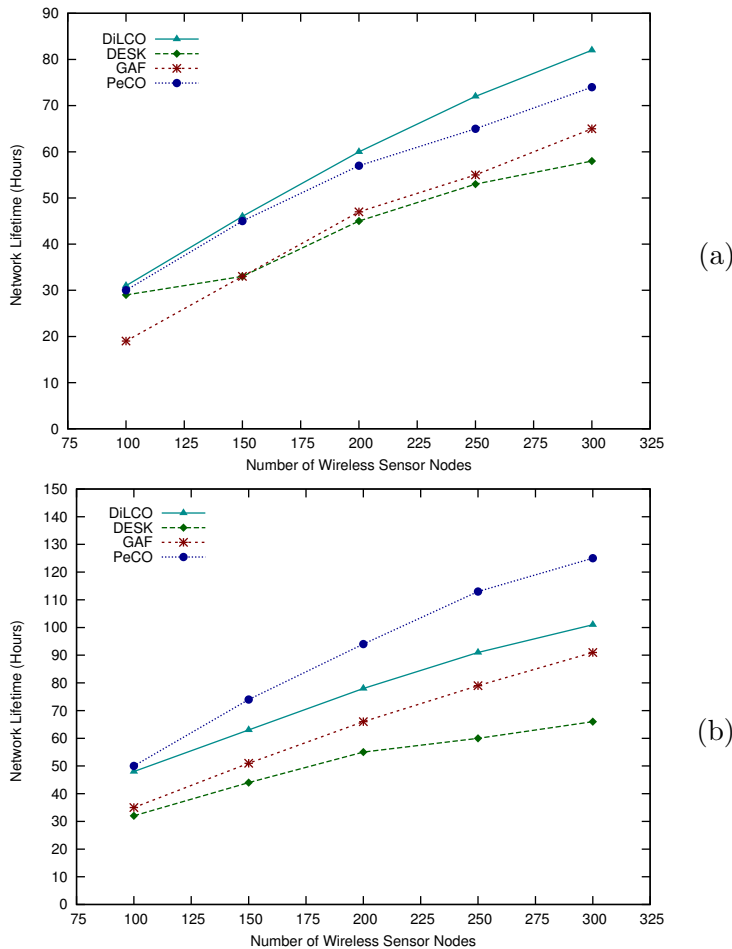 90
80
70
60
50
40
30
20
10
0
Network Lifetime (Hours)
DiLCO
DESK
GAF
PeCO
75 100 125 150 175 200 225 250 275 300 325
Number of Wireless Sensor Nodes
(a)
150
140
130
120
110
100
90
80
70
60
50
40
30
20
10
0
Network Lifetime (Hours)
DiLCO
DESK
GAF
PeCO
75 100 125 150 175 200 225 250 275 300 325
Number of Wireless Sensor Nodes
(b)